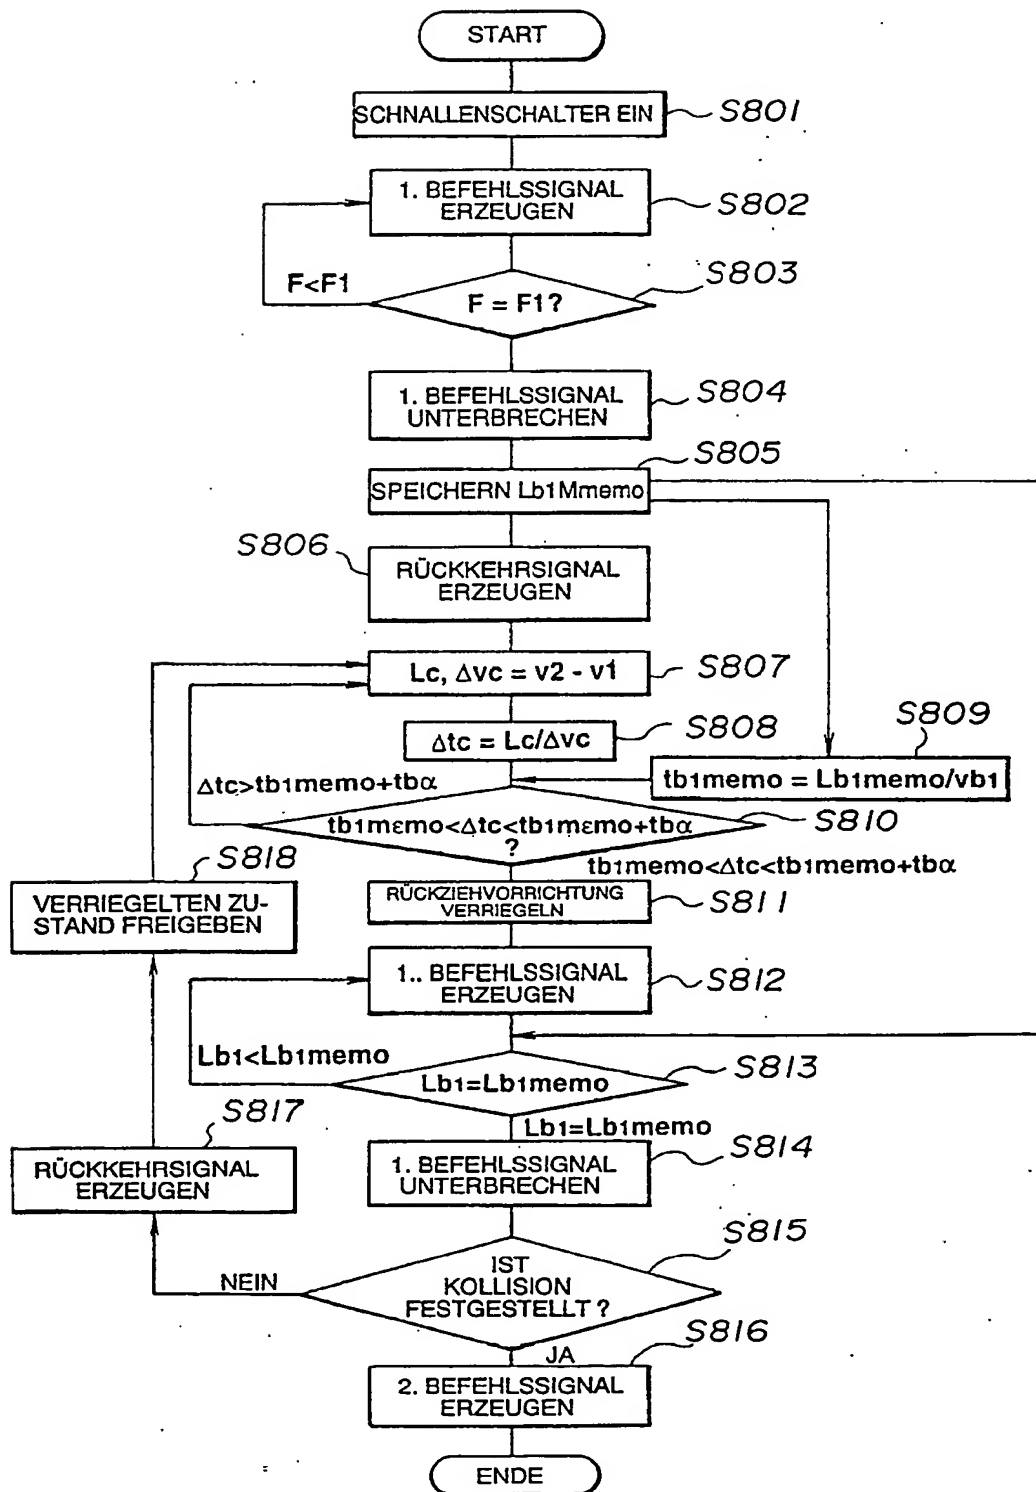 START
SCHNALLENSCHALTER EIN
S801
1. BEFEHLSSIGNAL
ERZEUGEN
S802
F<F1
F = F1?
S803
1. BEFEHLSSIGNAL
UNTERBRECHEN
S804
SPEICHERN Lb1Mmemo
S805
S806
RÜCKKEHRSIGNAL
ERZEUGEN
Lc, Δvc = v2 - v1
S807
Δtc = Lc/Δvc
S808
S809
tb1memo = Lb1memo/vb1
Δtc>tb1memo+tbα
tb1memo<Δtc<tb1memo+tbα
?
S810
tb1memo<Δtc<tb1memo+tbα
S818
VERRIEGELTEN ZU-
STAND FREIGEBEN
RÜCKZIEHVORRICHTUNG
VERRIEGELN
S811
1.. BEFEHLSSIGNAL
ERZEUGEN
S812
Lb1<Lb1memo
Lb1=Lb1memo
S813
Lb1=Lb1memo
S817
RÜCKKEHRSIGNAL
ERZEUGEN
1. BEFEHLSSIGNAL
UNTERBRECHEN
S814
NEIN
IST
KOLLISION
FESTGESTELLT ?
S815
JA
S816
2. BEFEHLSSIGNAL
ERZEUGEN
ENDE